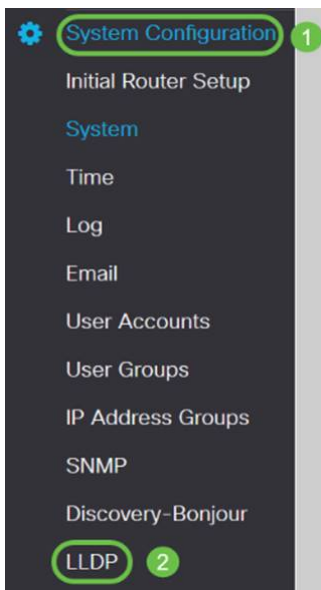 System Configuration 1
Initial Router Setup
System
Time
Log
Email
User Accounts
User Groups
IP Address Groups
SNMP
Discovery-Bonjour
LLDP 2